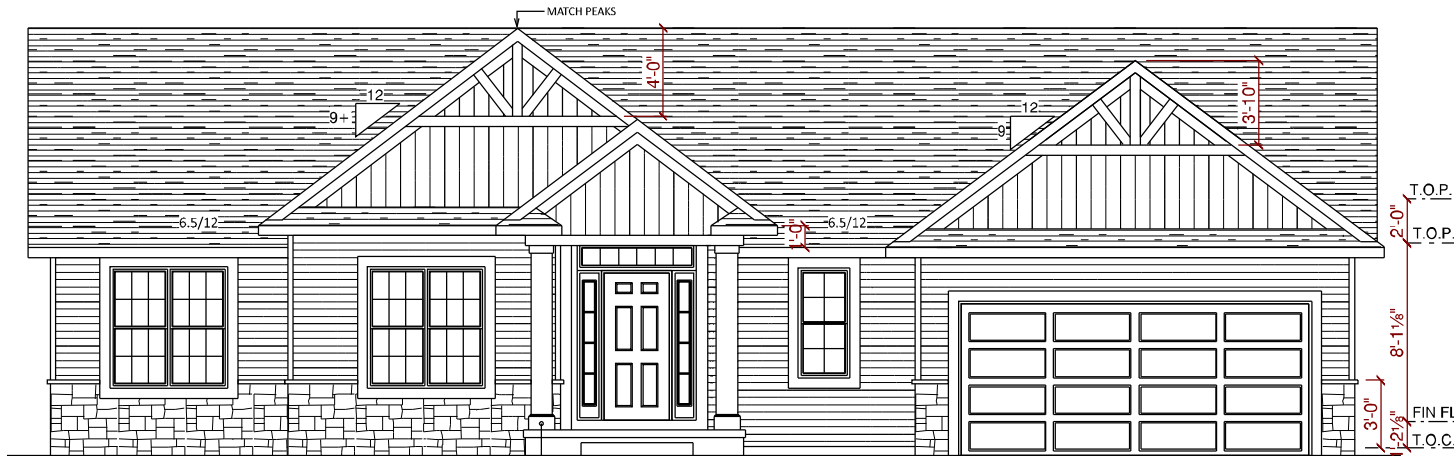 MATCH PEAKS
4'-0"
12
9+
12
9
3'-10"
T.O.P.
2'-0"
6.5/12
1'-0"
6.5/12
T.O.P.
8'-1⅛"
3'-0"
FIN FL
T.O.C.